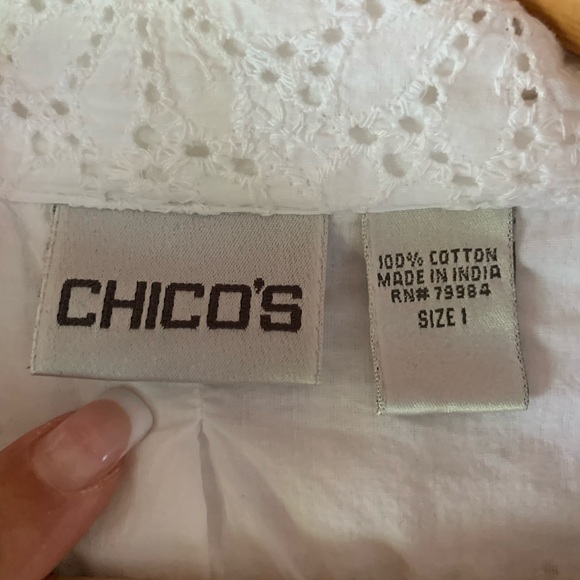 CHICO'S
100% COTTON
MADE IN INDIA
RN# 79984
SIZE 1